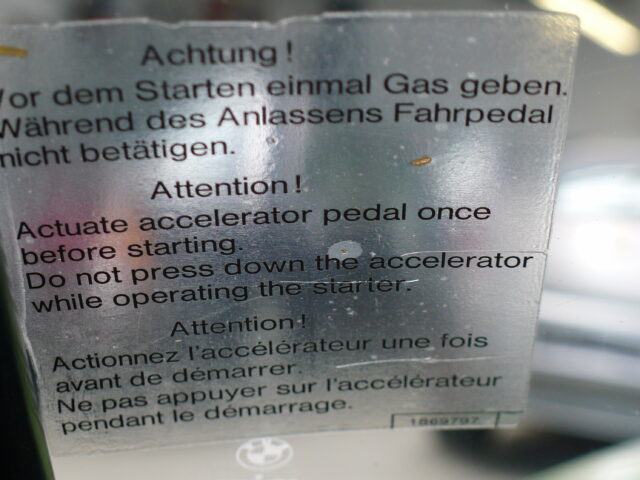 Achtung!
Vor dem Starten einmal Gas geben.
Während des Anlassens Fahrpedal
nicht betätigen.
Attention!
Actuate accelerator pedal once
before starting.
Do not press down the accelerator
while operating the starter.
Attention!
Actionnez l'accélérateur une fois
avant de démarrer.
Ne pas appuyer sur l'accélérateur
pendant le démarrage.
1869797